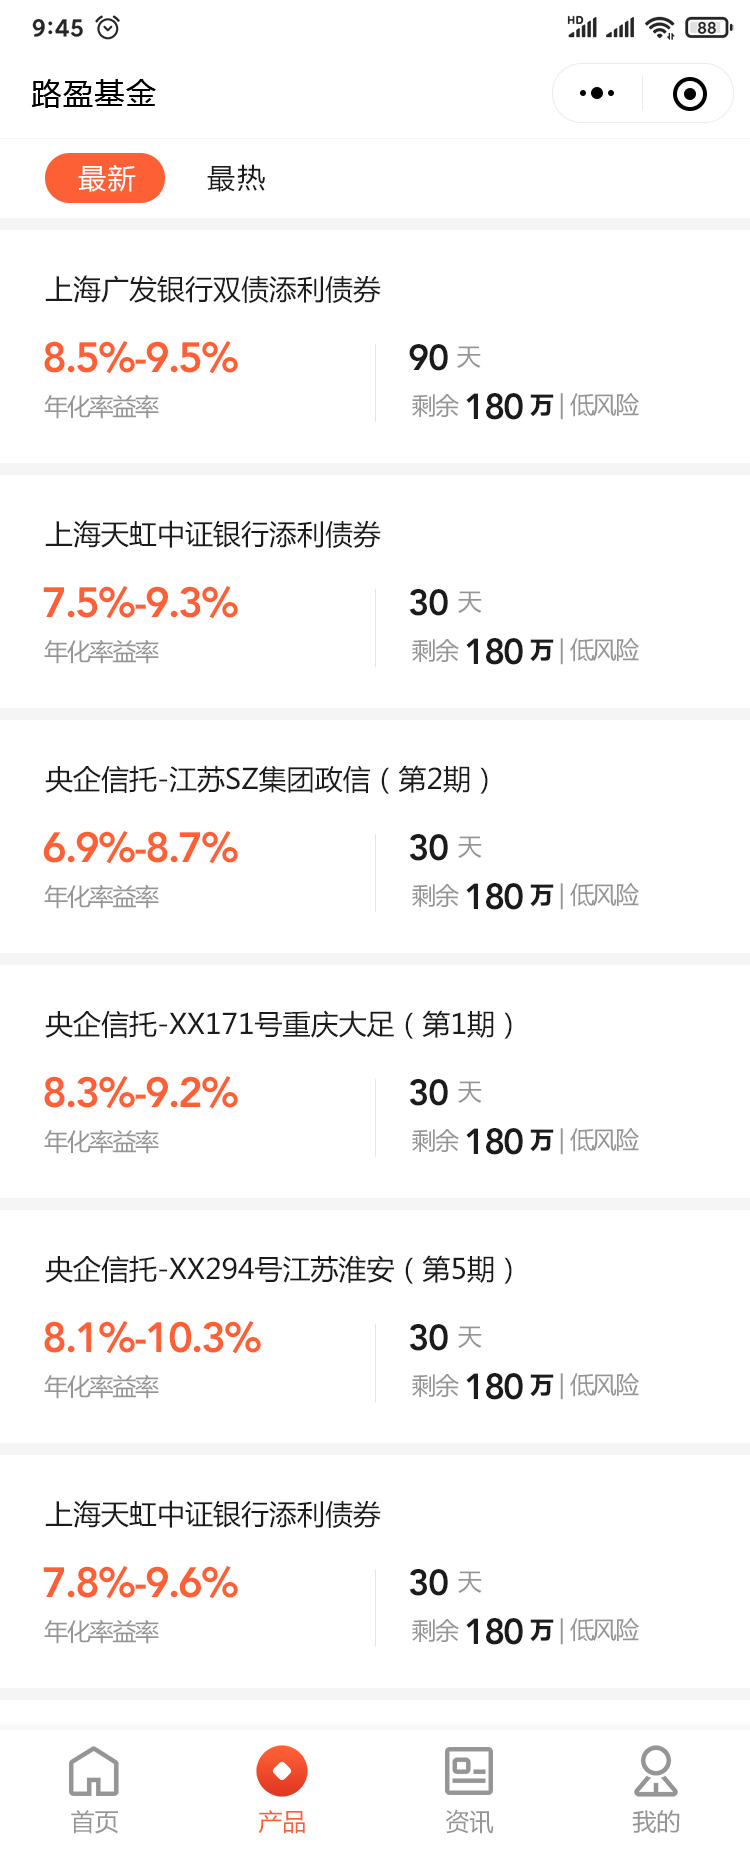 9:45 HD 88
路盈基金
最新 最热
上海广发银行双债添利债券
8.5%-9.5% 90 天
年化率益率 剩余 180 万|低风险
上海天虹中证银行添利债券
7.5%-9.3% 30 天
年化率益率 剩余 180 万|低风险
央企信托-江苏SZ集团政信（第2期）
6.9%-8.7% 30 天
年化率益率 剩余 180 万|低风险
央企信托-XX171号重庆大足（第1期）
8.3%-9.2% 30 天
年化率益率 剩余 180 万|低风险
央企信托-XX294号江苏淮安（第5期）
8.1%-10.3% 30 天
年化率益率 剩余 180 万|低风险
上海天虹中证银行添利债券
7.8%-9.6% 30 天
年化率益率 剩余 180 万|低风险
首页 产品 资讯 我的